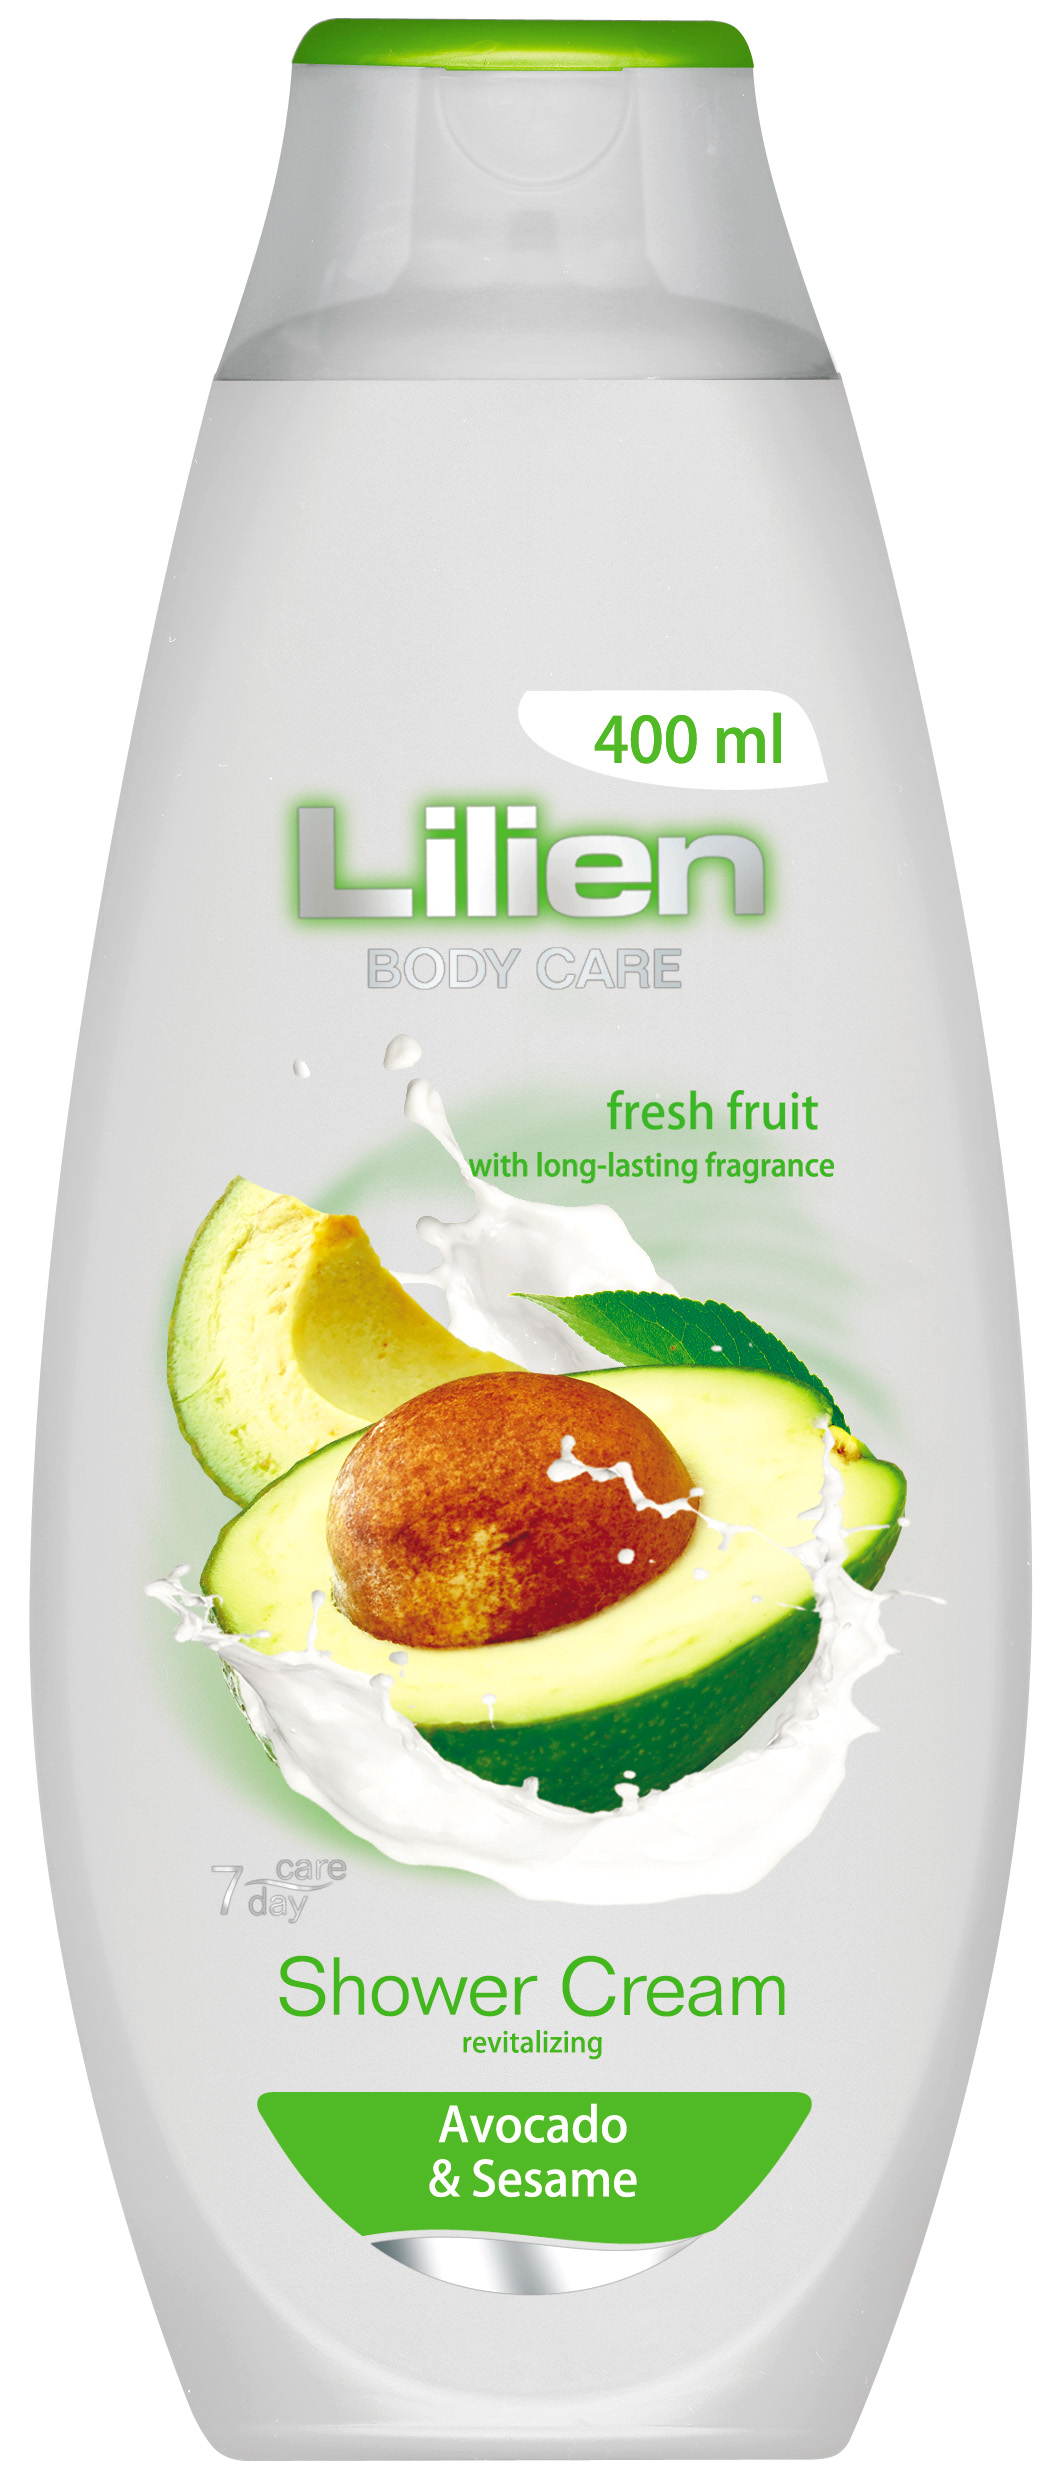 400 ml
Lilien
BODY CARE
fresh fruit
with long-lasting fragrance
7 day care
Shower Cream
revitalizing
Avocado
& Sesame